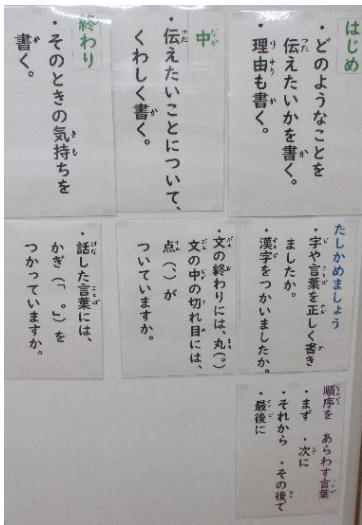 はじめ
・どのようなことを
伝えたいかを書く。
・理由も書く。
中
・伝えたいことについて、
くわしく書く。
終わり
・そのときの気持ちを
書く。
たしかめましょう
・字や言葉を正しく書き
ましたか。
・漢字をつかいましたか。
・文の終わりには、丸(。)
文の中の切れ目には、
点(、)が
ついていますか。
・話した言葉には、
かぎ(「 。」)を
つかっていますか。
順序を あらわす言葉
・まず ・次に
・それから ・その後で
・最後に